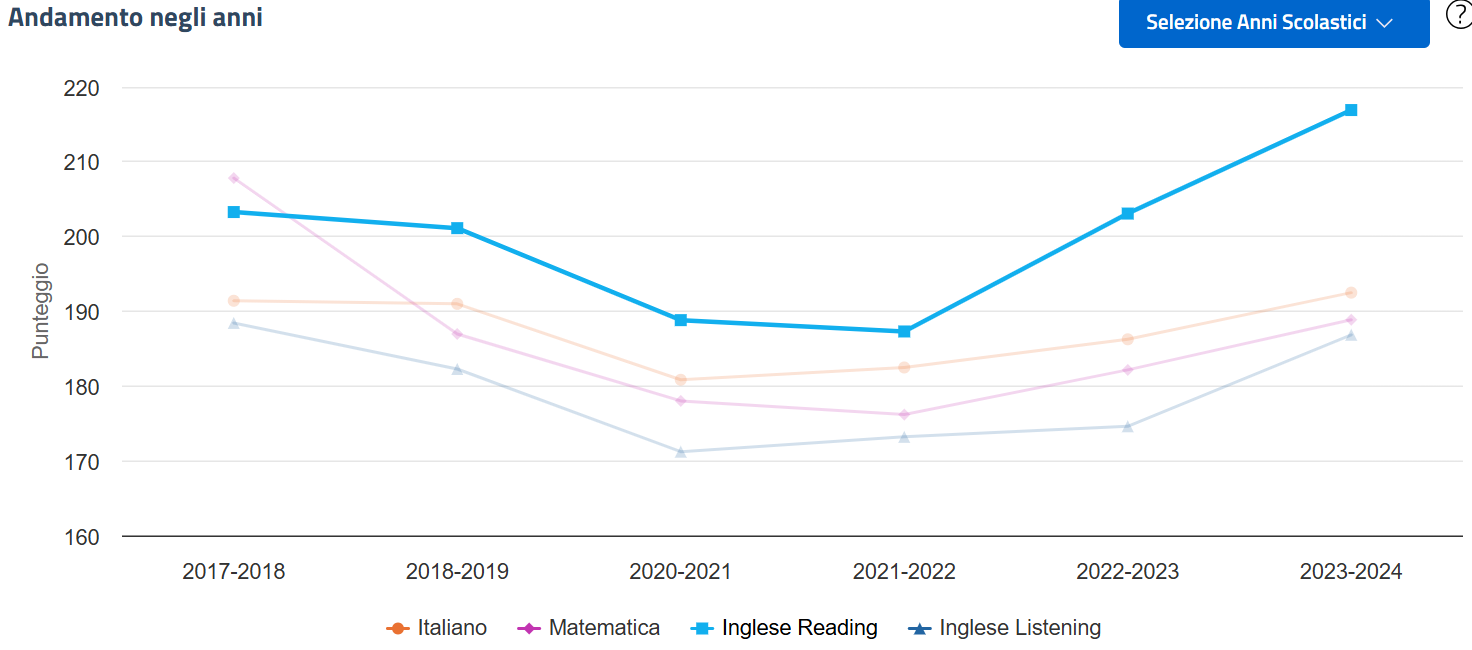 Andamento negli anni
Selezione Anni Scolastici
?
220
210
200
190
180
170
160
Punteggio
2017-2018 2018-2019 2020-2021 2021-2022 2022-2023 2023-2024
Italiano Matematica Inglese Reading Inglese Listening